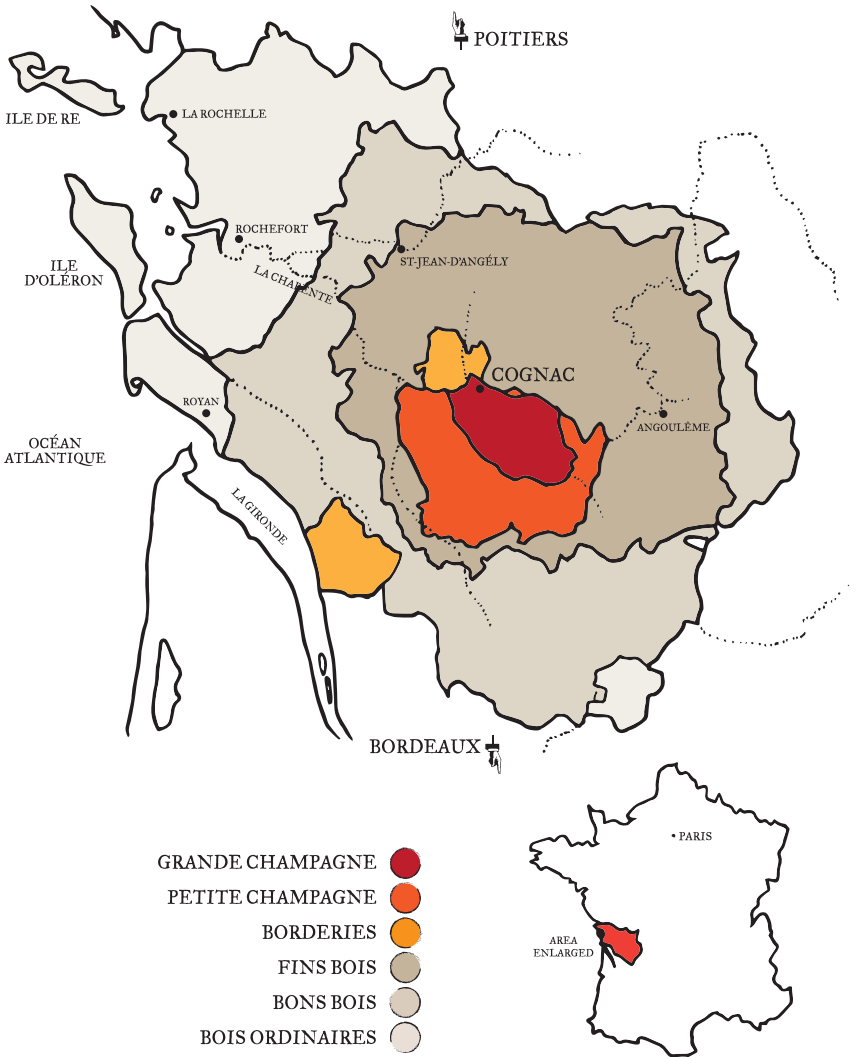 POITIERS
ILE DE RE
LA ROCHELLE
ROCHEFORT
ST-JEAN-D'ANGÉLY
ILE
D'OLÉRON
LA CHARENTE
COGNAC
ROYAN
ANGOULÊME
OCÉAN
ATLANTIQUE
LA GIRONDE
BORDEAUX
PARIS
GRANDE CHAMPAGNE
PETITE CHAMPAGNE
BORDERIES
FINS BOIS
BONS BOIS
BOIS ORDINAIRES
AREA
ENLARGED